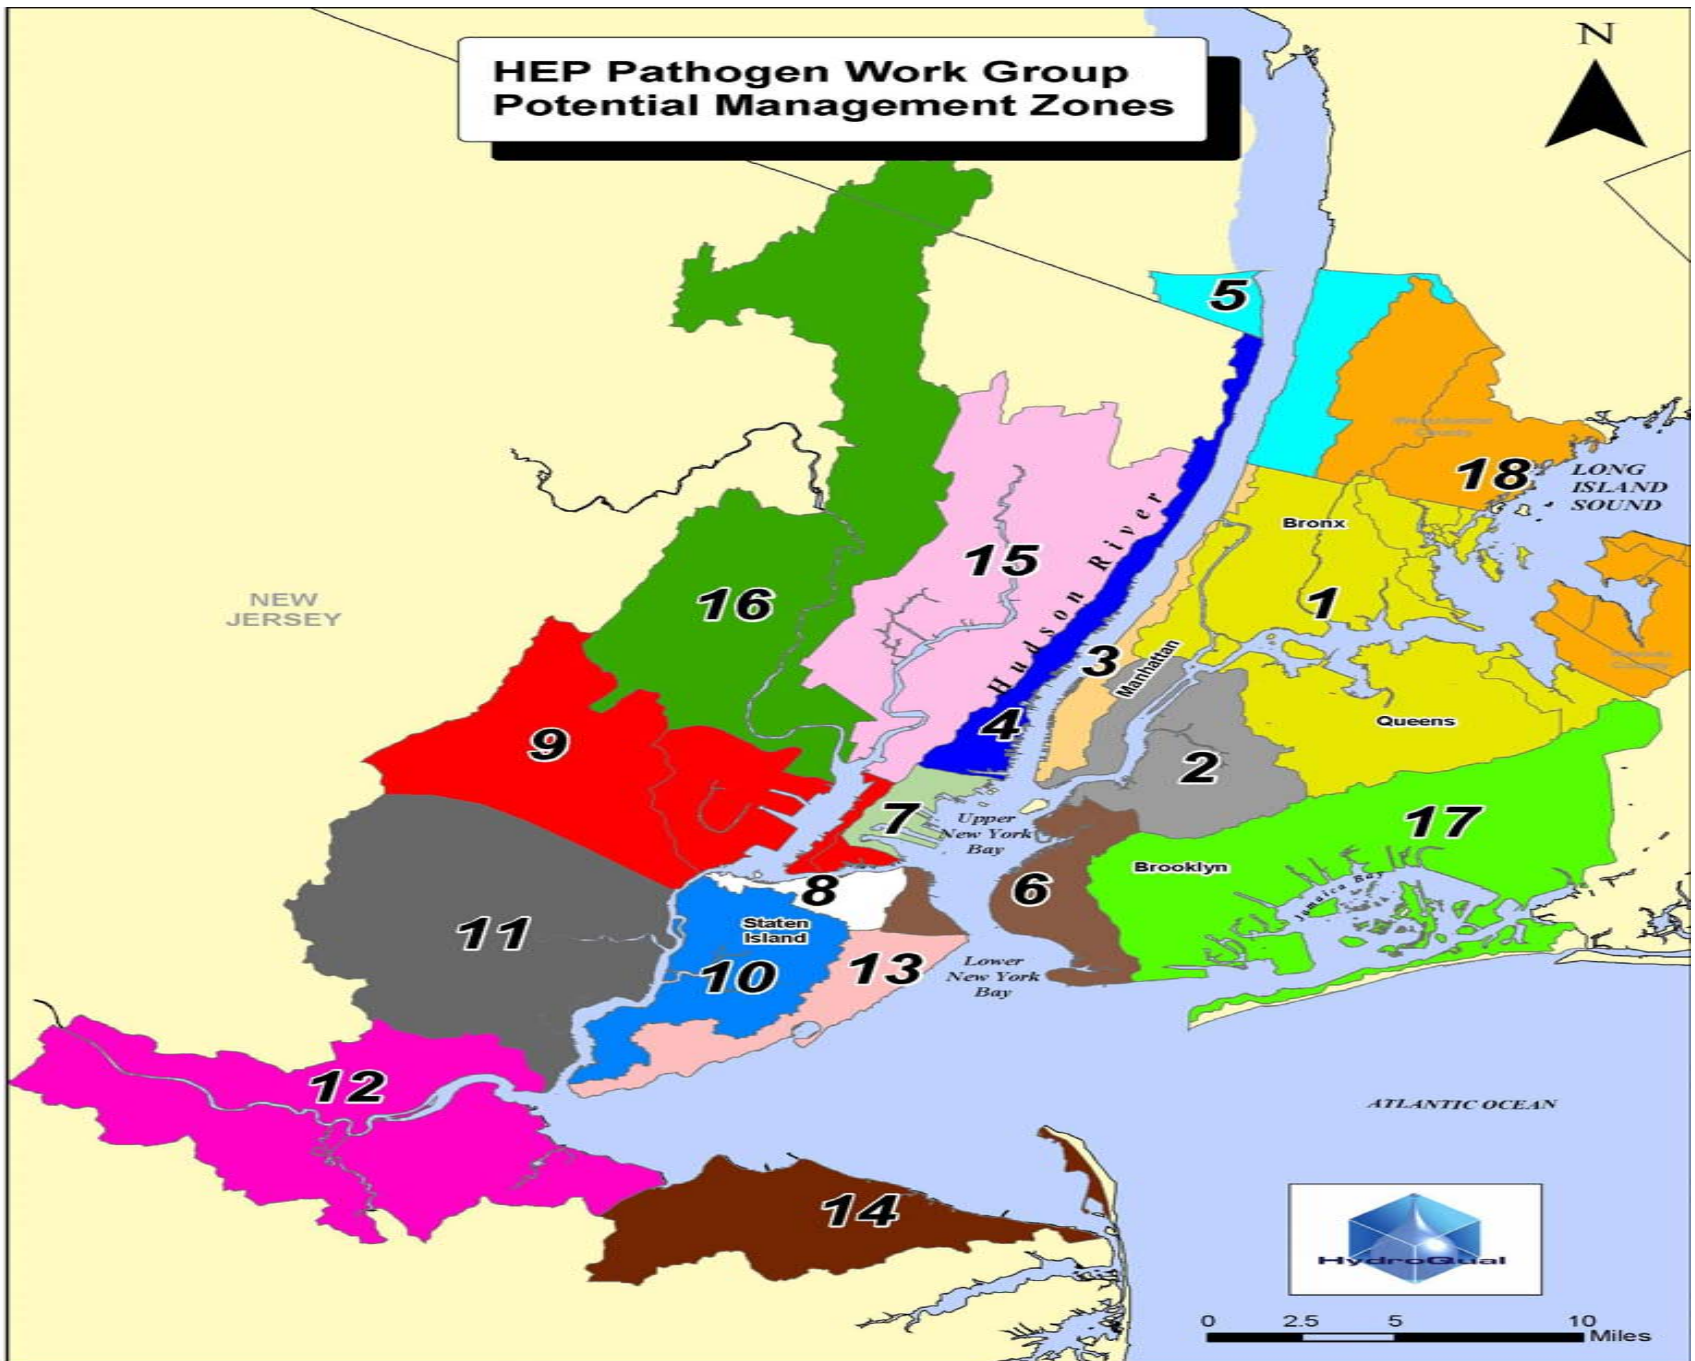 HEP Pathogen Work Group
Potential Management Zones
N
5
18
LONG
ISLAND
SOUND
Bronx
15
Hudson River
NEW
JERSEY
16
1
3
Manhattan
4
Queens
9
2
7
Upper
New York
Bay
17
Brooklyn
6
8
Jamaica Bay
Staten
Island
11
10
13
Lower
New York
Bay
12
ATLANTIC OCEAN
14
HydroQual
0 2.5 5 10
Miles